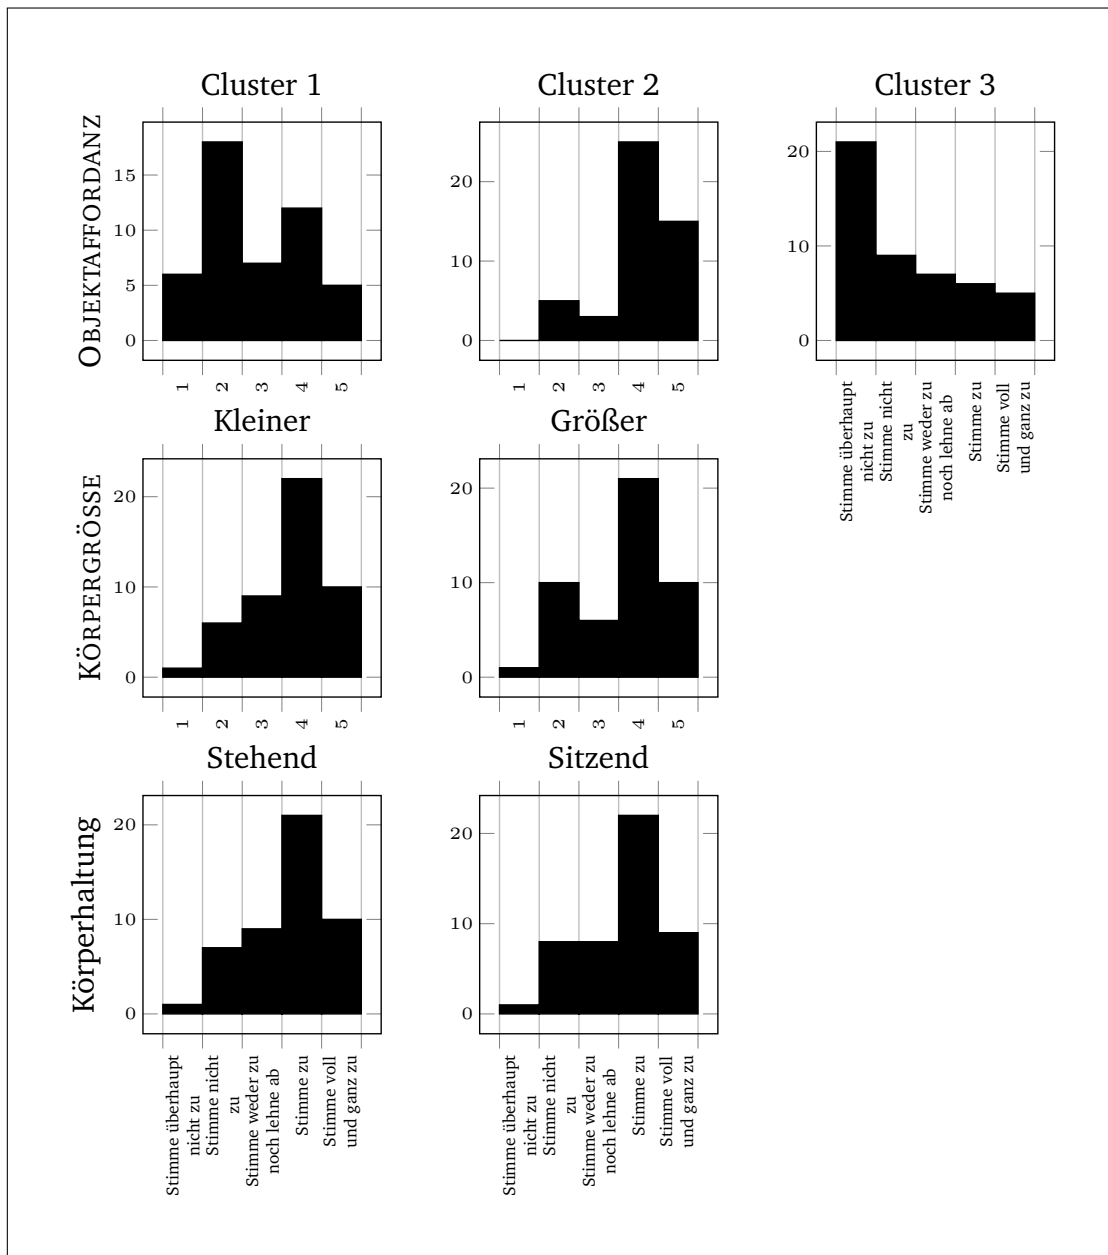 Cluster 1
Cluster 2
Cluster 3
OBJEKTAFFORDANZ
15
10
5
0
1
2
3
4
5
20
10
0
1
2
3
4
5
20
10
0
Stimme überhaupt
nicht zu
Stimme nicht
zu
Stimme weder zu
noch lehne ab
Stimme zu
Stimme voll
und ganz zu
Kleiner
Größer
KÖRPERGRÖSSE
20
10
0
1
2
3
4
5
20
10
0
1
2
3
4
5
Stehend
Sitzend
Körperhaltung
20
10
0
Stimme überhaupt
nicht zu
Stimme nicht
zu
Stimme weder zu
noch lehne ab
Stimme zu
Stimme voll
und ganz zu
20
10
0
Stimme überhaupt
nicht zu
Stimme nicht
zu
Stimme weder zu
noch lehne ab
Stimme zu
Stimme voll
und ganz zu